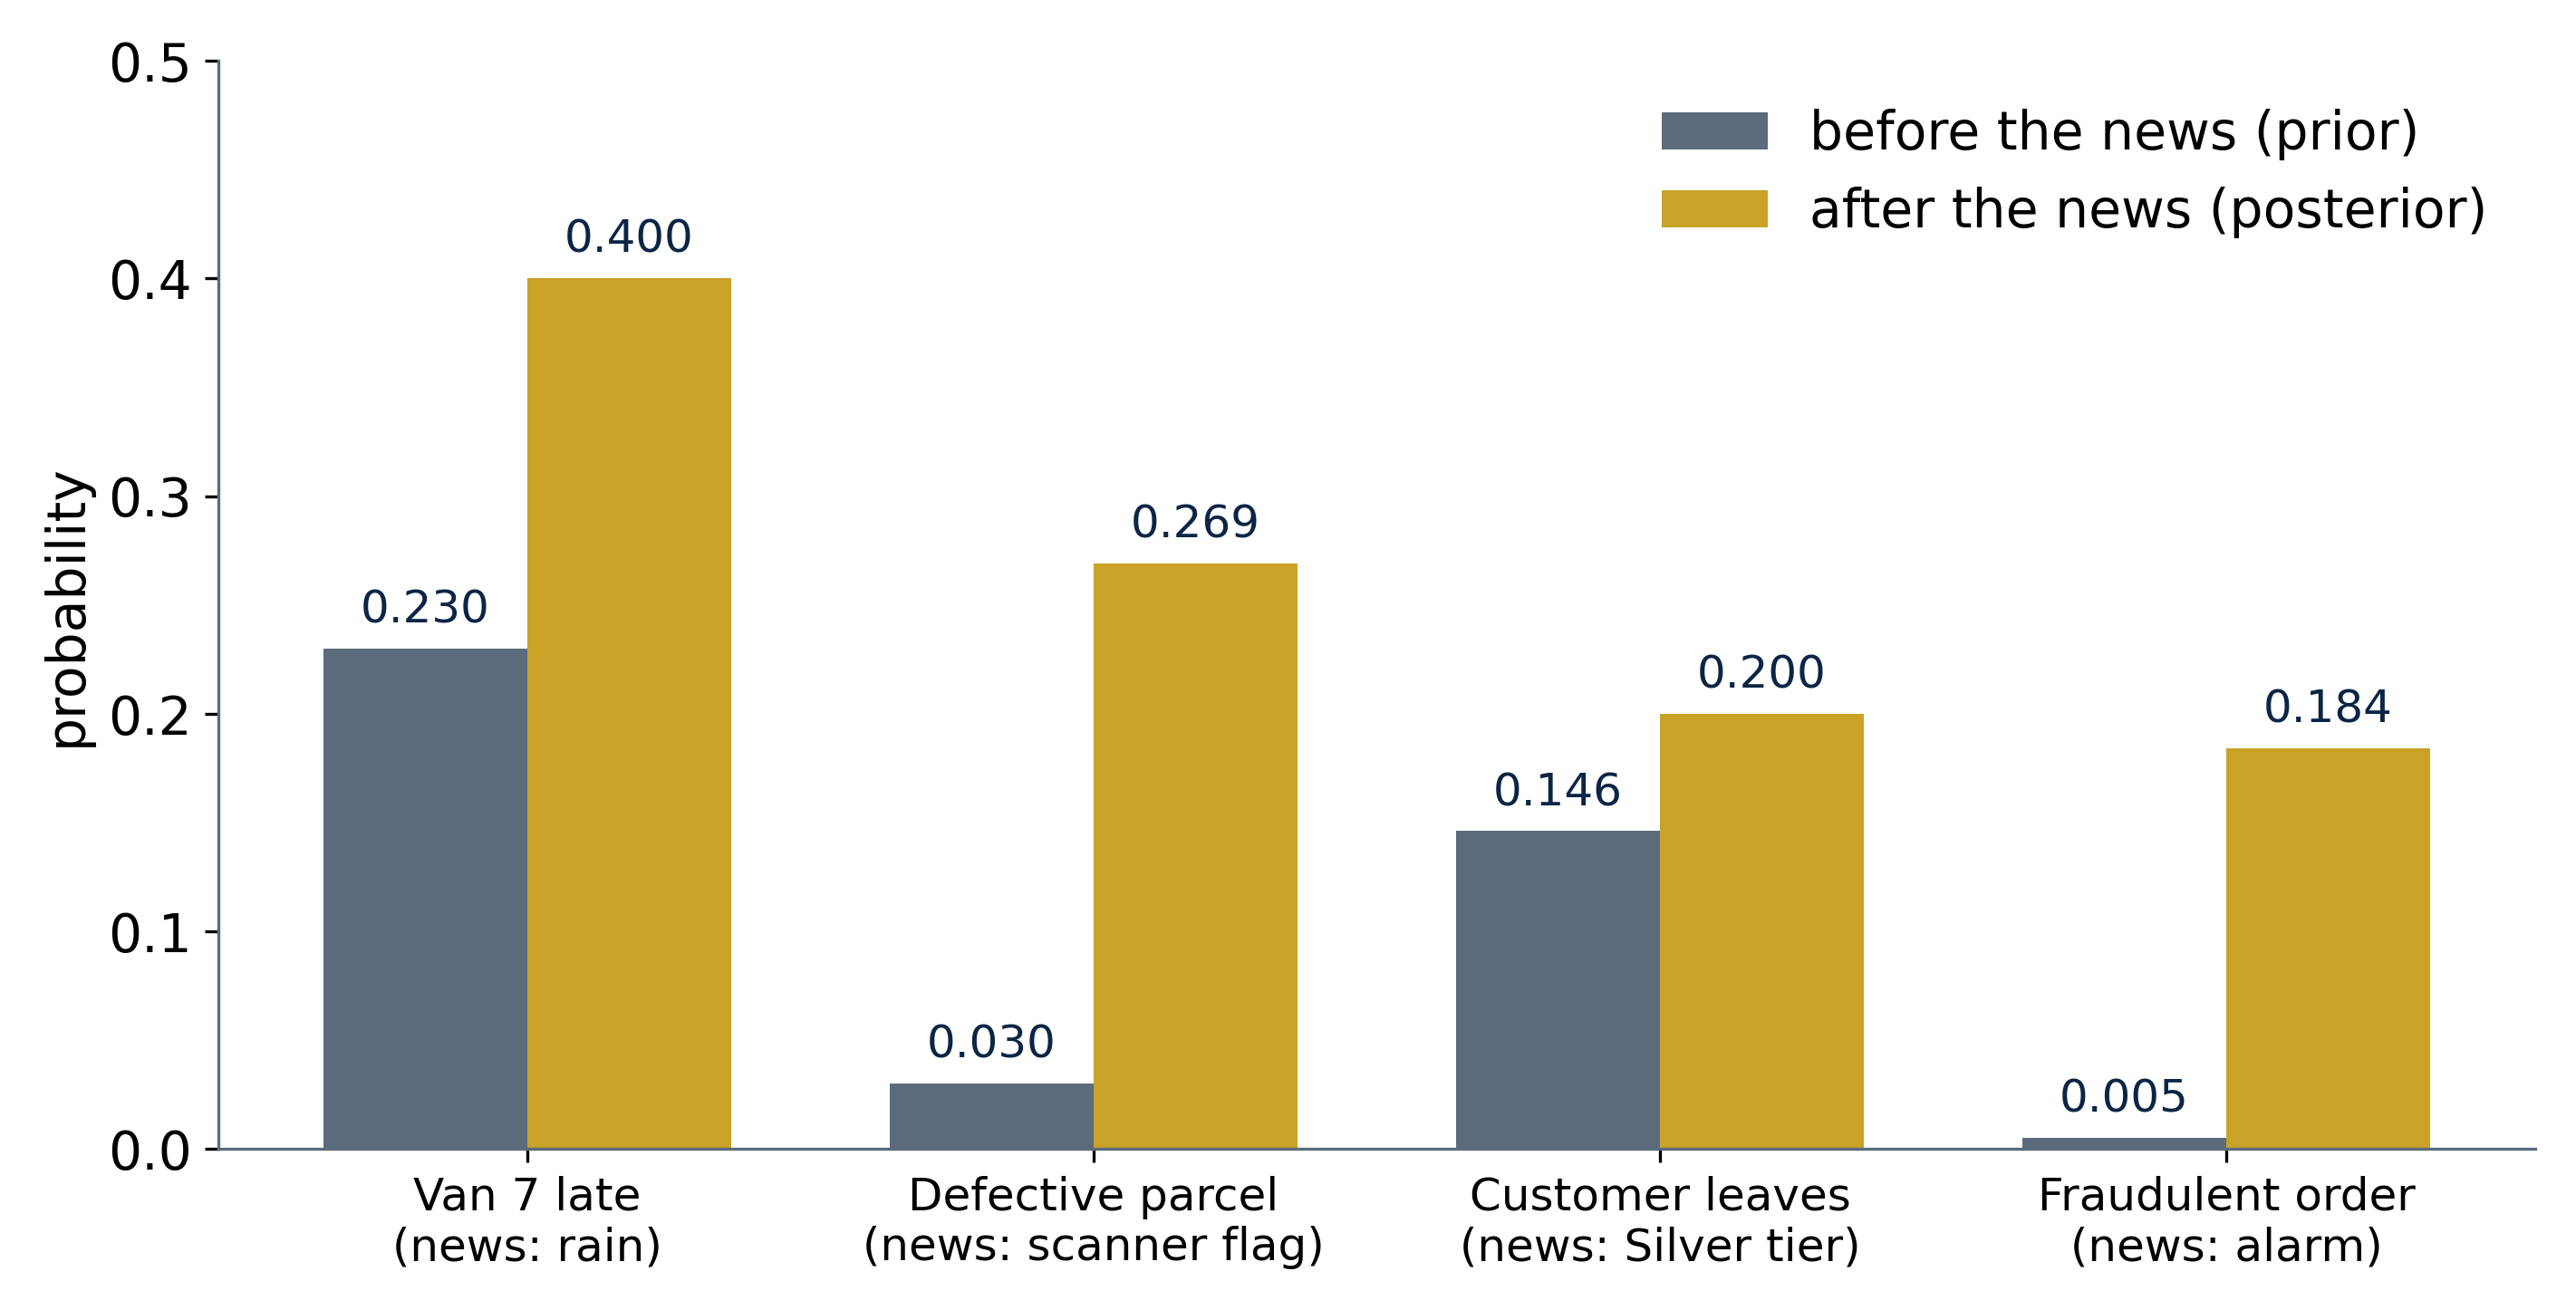 0.5
0.4
0.3
0.2
0.1
0.0
probability
before the news (prior)
after the news (posterior)
0.230
0.400
0.030
0.269
0.146
0.200
0.005
0.184
Van 7 late
(news: rain)
Defective parcel
(news: scanner flag)
Customer leaves
(news: Silver tier)
Fraudulent order
(news: alarm)